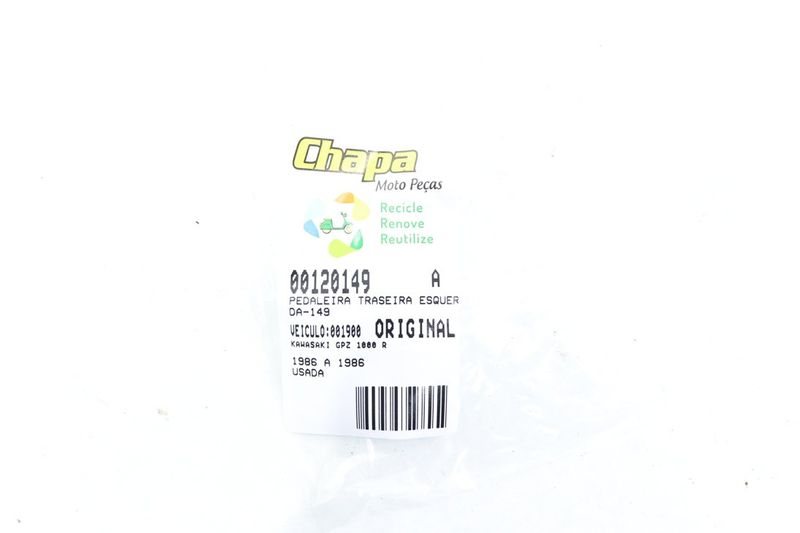 Chapa
Moto Peças
Recicle
Renove
Reutilize
00120149 A
PEDALEIRA TRASEIRA ESQUER
DA-149
VEICULO:001900 ORIGINAL
KAWASAKI GPZ 1000 R
1986 A 1986
USADA